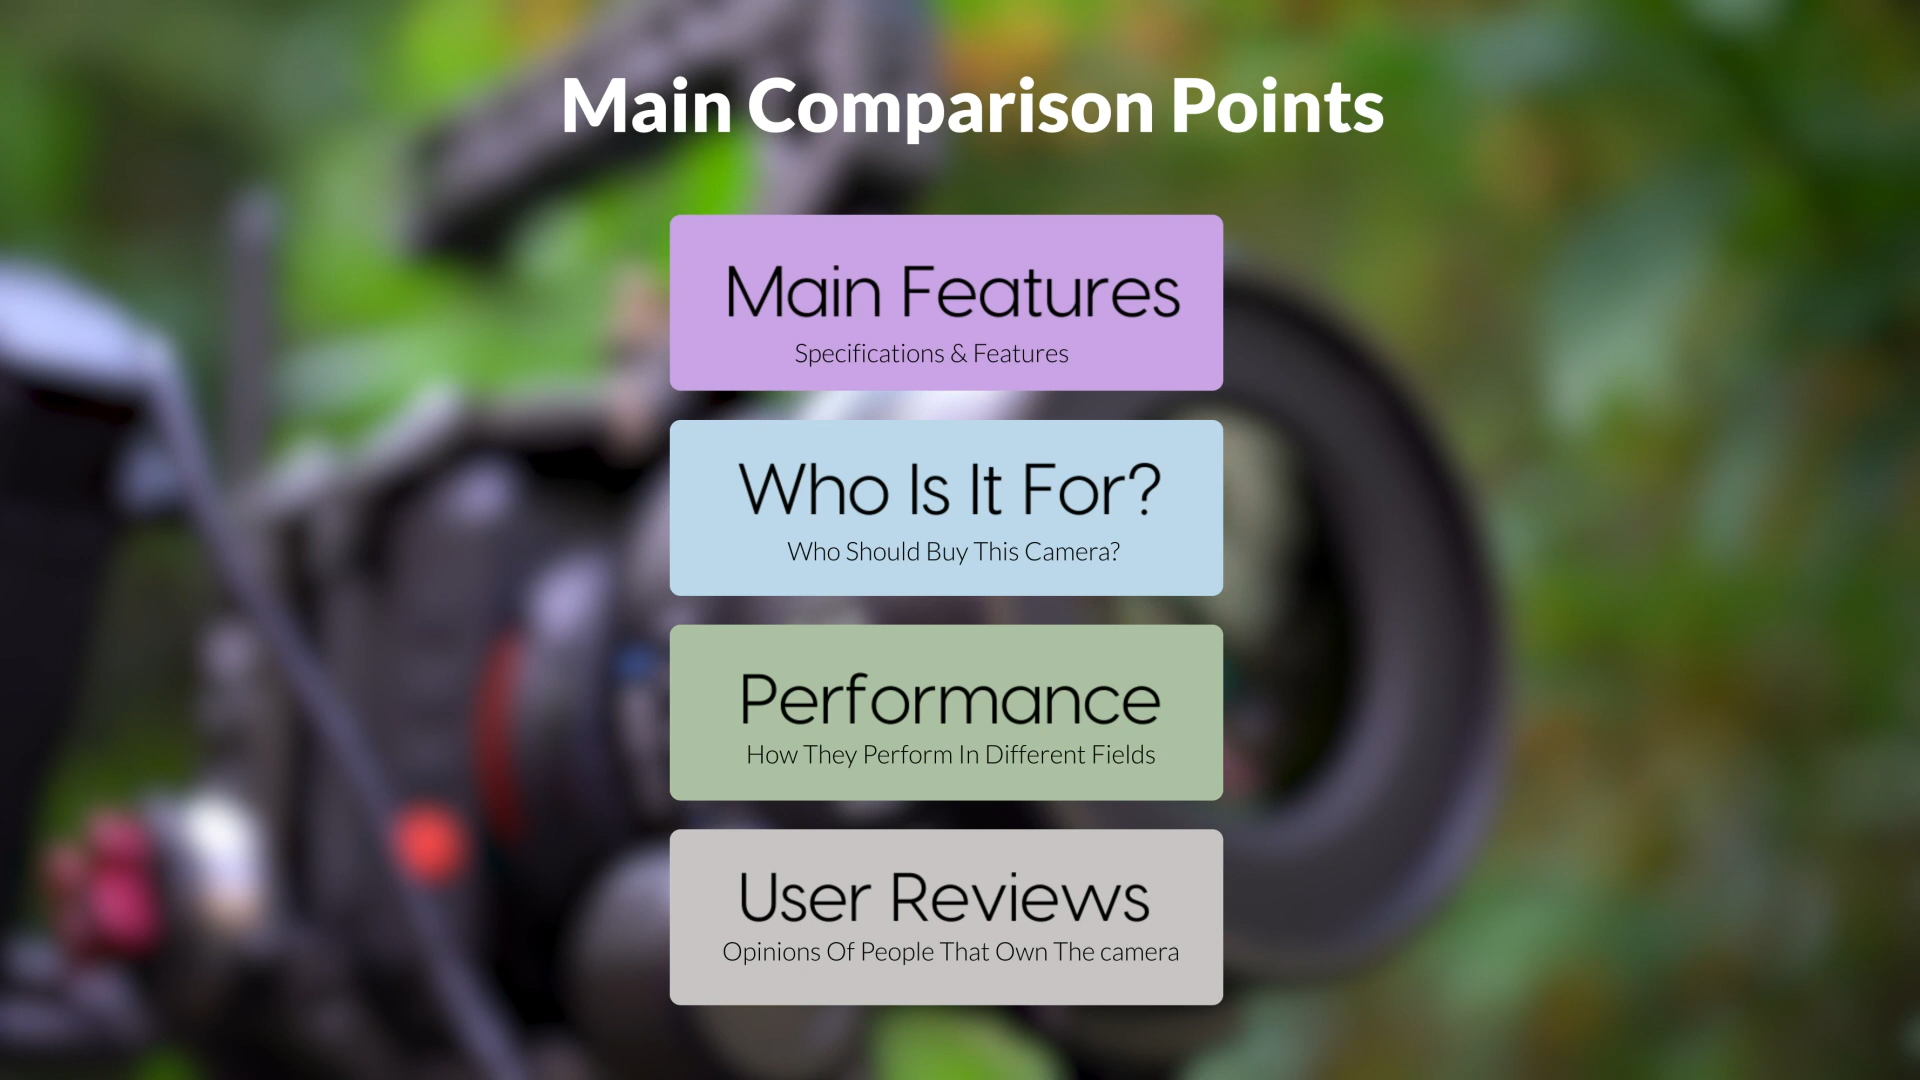 Main Comparison Points
Main Features
Specifications & Features
Who Is It For?
Who Should Buy This Camera?
Performance
How They Perform In Different Fields
User Reviews
Opinions Of People That Own The camera